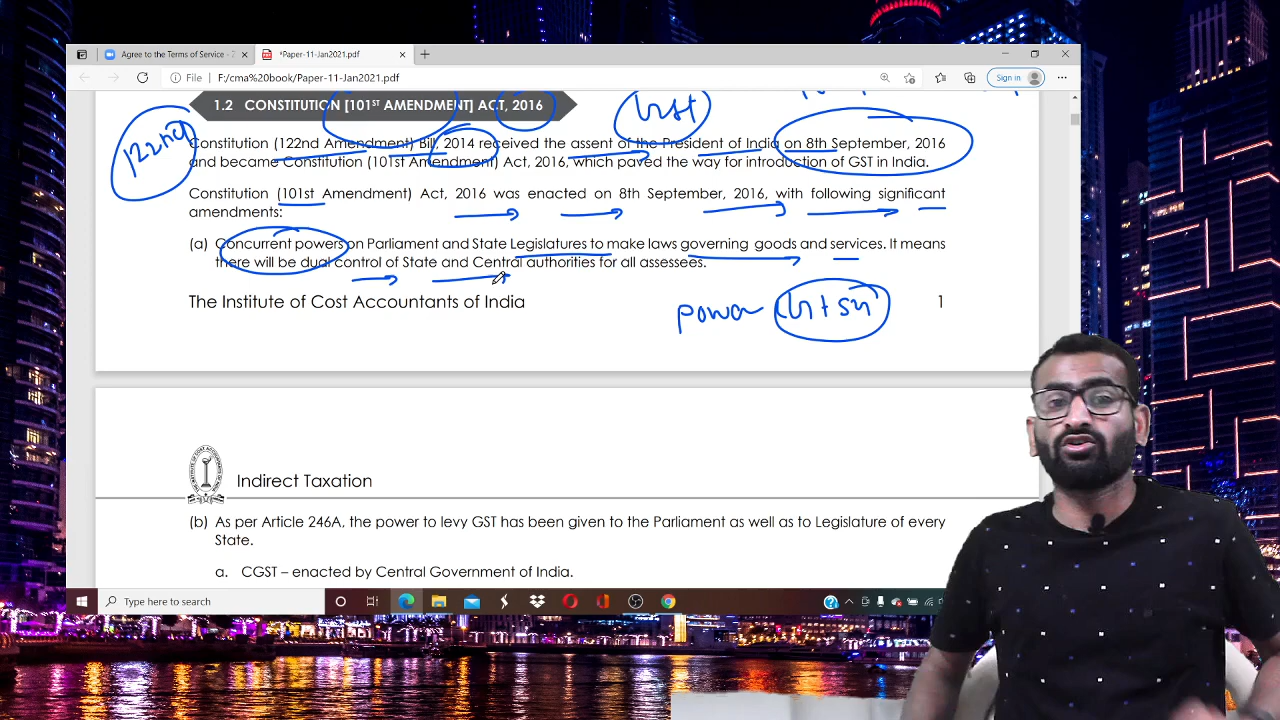 Agree to the Terms of Service - Z
*Paper-11-Jan2021.pdf
File
F:/cma%20book/Paper-11-Jan2021.pdf
Sign in
1.2 CONSTITUTION [101ST AMENDMENT] ACT, 2016
GST
122nd
Constitution (122nd Amendment) Bill, 2014 received the assent of the President of India on 8th September, 2016
and became Constitution (101st Amendment) Act, 2016, which paved the way for introduction of GST in India.
Constitution (101st Amendment) Act, 2016 was enacted on 8th September, 2016, with following significant
amendments:
(a) Concurrent powers on Parliament and State Legislatures to make laws governing goods and services. It means
there will be dual control of State and Central authorities for all assessees.
The Institute of Cost Accountants of India
power
1
Indirect Taxation
(b) As per Article 246A, the power to levy GST has been given to the Parliament as well as to Legislature of every
State.
a. CGST – enacted by Central Government of India.
Type here to search